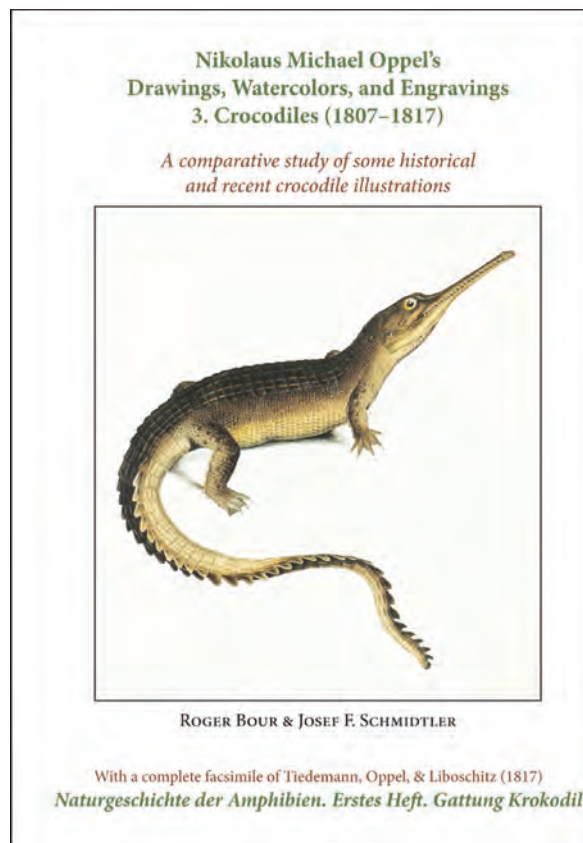 Nikolaus Michael Oppel's
Drawings, Watercolors, and Engravings
3. Crocodiles (1807–1817)
A comparative study of some historical
and recent crocodile illustrations
Roger Bour & Josef F. Schmidtler
With a complete facsimile of Tiedemann, Oppel, & Liboschitz (1817)
Naturgeschichte der Amphibien. Erstes Heft. Gattung Krokodil